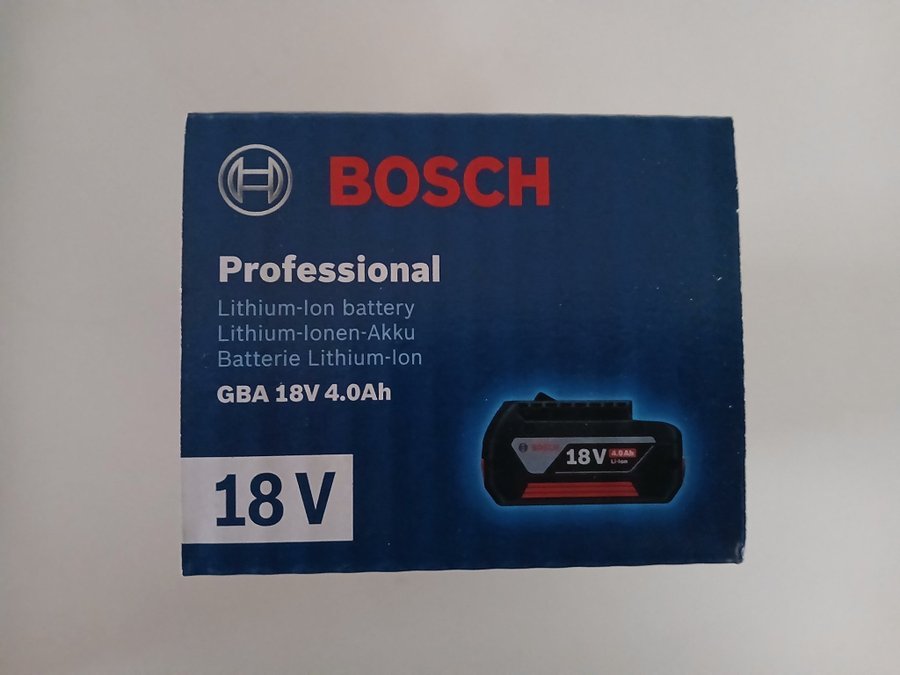 BOSCH
Professional
Lithium-Ion battery
Lithium-Ionen-Akku
Batterie Lithium-Ion
GBA 18V 4.0Ah
18 V
BOSCH
18V 4.0Ah
Li-Ion